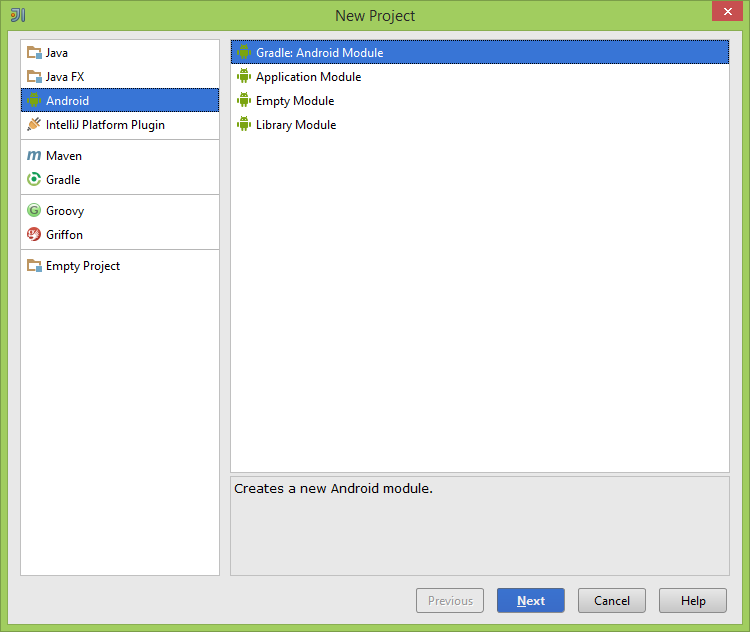 New Project
Java
Java FX
Android
IntelliJ Platform Plugin
Maven
Gradle
Groovy
Griffon
Empty Project
Gradle: Android Module
Application Module
Empty Module
Library Module
Creates a new Android module.
Previous
Next
Cancel
Help